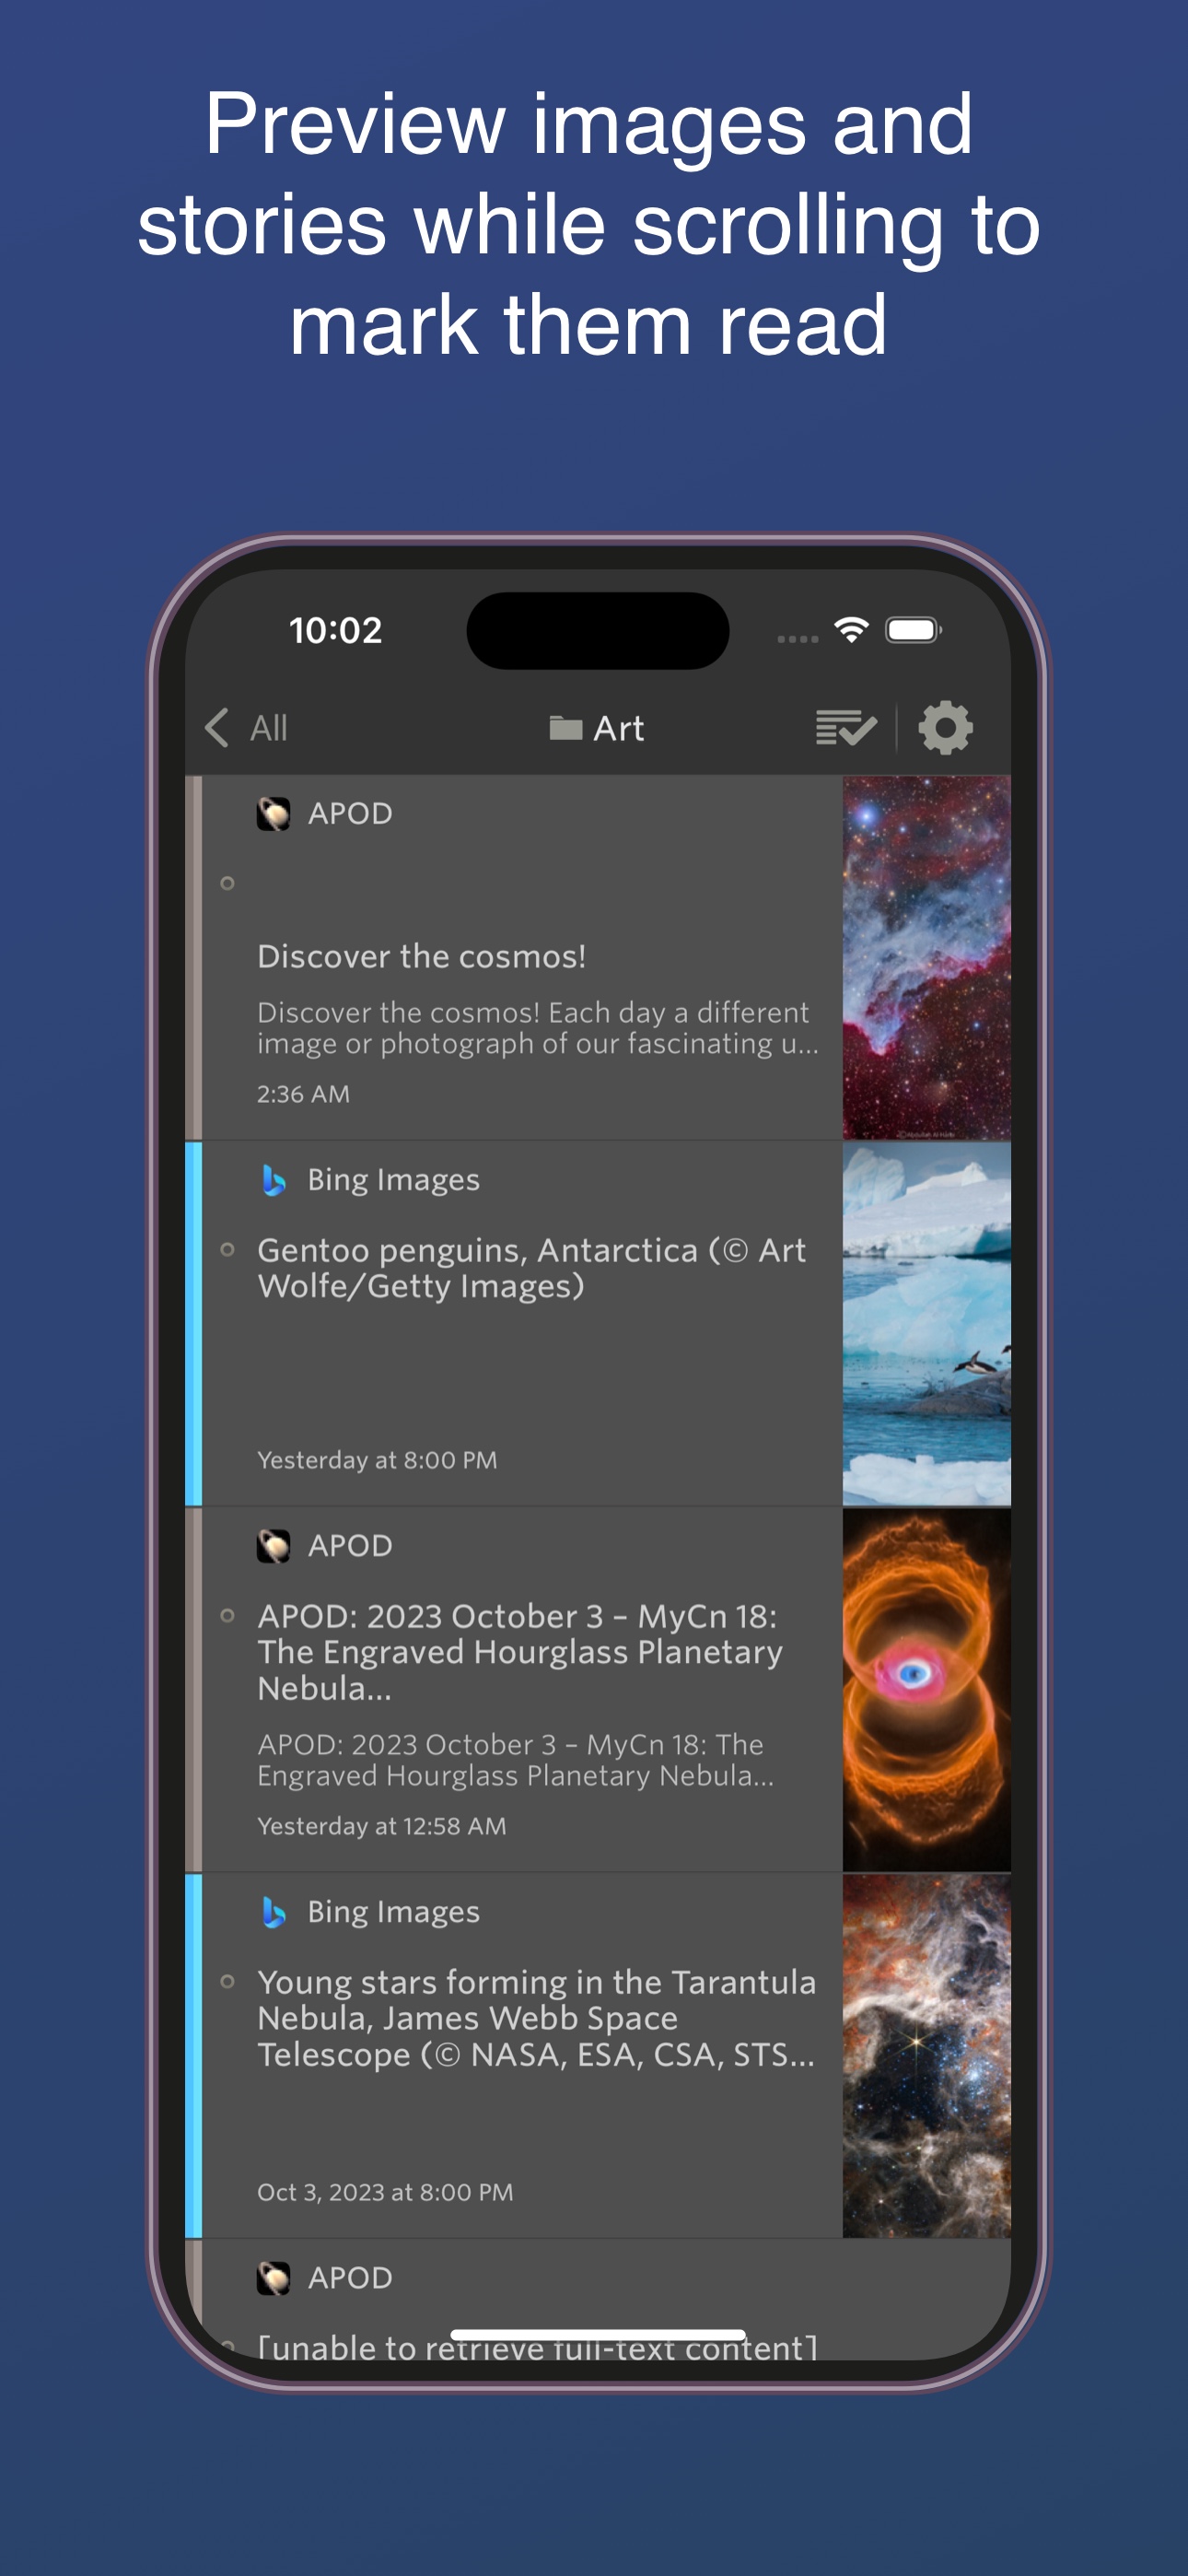 Preview images and
stories while scrolling to
mark them read
10:02
All
Art
APOD
Discover the cosmos!
Discover the cosmos! Each day a different
image or photograph of our fascinating u...
2:36 AM
Bing Images
Gentoo penguins, Antarctica (© Art
Wolfe/Getty Images)
Yesterday at 8:00 PM
APOD
APOD: 2023 October 3 – MyCn 18:
The Engraved Hourglass Planetary
Nebula...
APOD: 2023 October 3 – MyCn 18: The
Engraved Hourglass Planetary Nebula...
Yesterday at 12:58 AM
Bing Images
Young stars forming in the Tarantula
Nebula, James Webb Space
Telescope (© NASA, ESA, CSA, STS...
Oct 3, 2023 at 8:00 PM
APOD
[unable to retrieve full-text content]